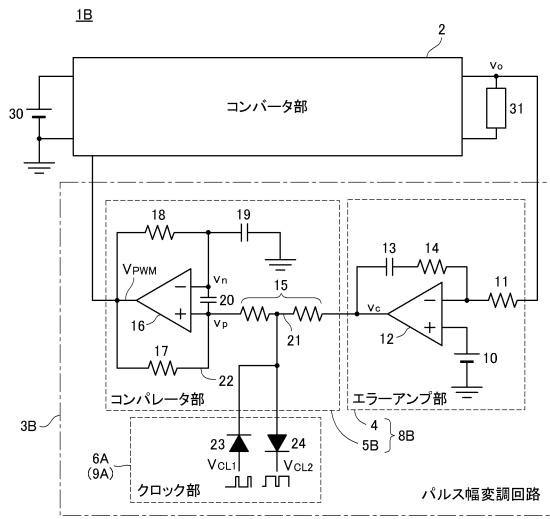 1B
2
Vo
コンバータ部
30
31
18
19
13
14
11
VPWM
Vn
15
20
Vc
16
Vp
21
12
10
17
22
コンパレータ部
エラーアンプ部
3B
4
5B
8B
6A
(9A)
23
24
VCL1
VCL2
クロック部
パルス幅変調回路